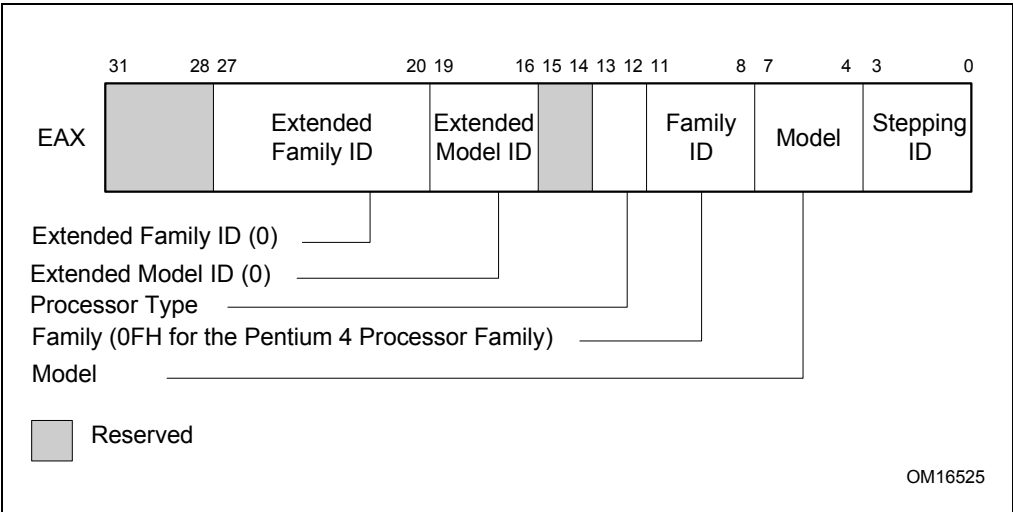 31 28 27 20 19 16 15 14 13 12 11 8 7 4 3 0
EAX
Extended Family ID
Extended Model ID
Family ID
Model
Stepping ID
Extended Family ID (0)
Extended Model ID (0)
Processor Type
Family (0FH for the Pentium 4 Processor Family)
Model
Reserved
OM16525